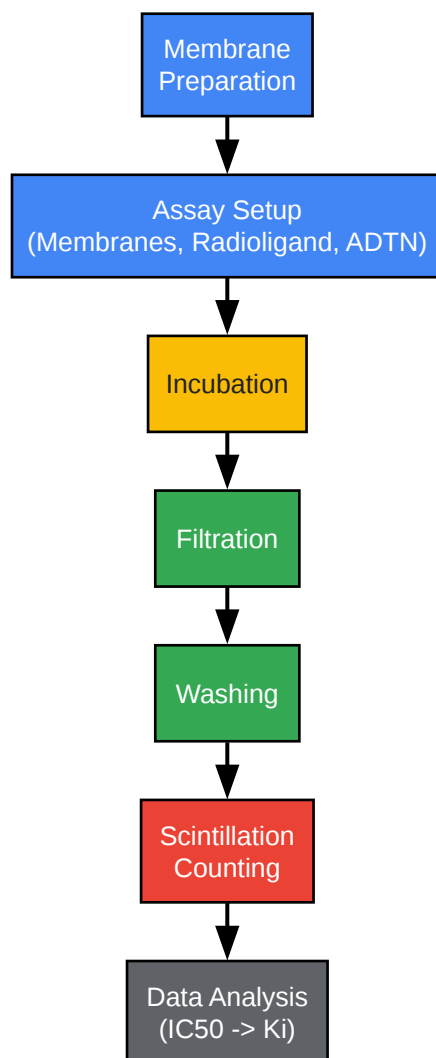 Membrane
Preparation
Assay Setup
(Membranes, Radioligand, ADTN)
Incubation
Filtration
Washing
Scintillation
Counting
Data Analysis
(IC50 -> Ki)